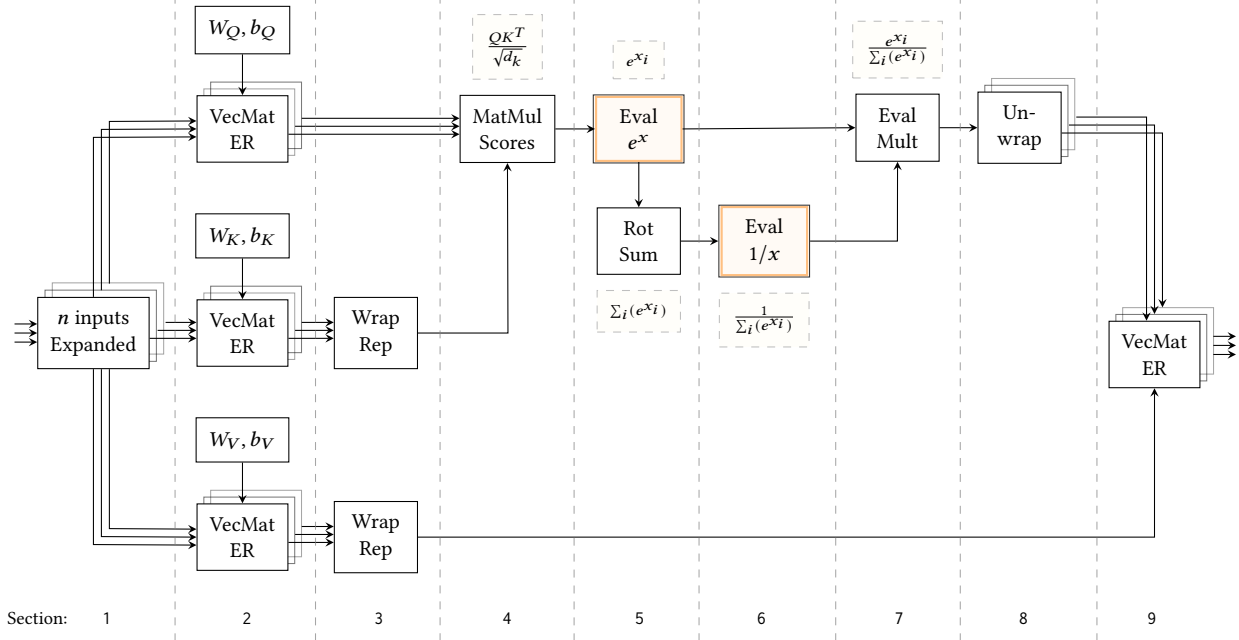 W_Q, b_Q
VecMat
ER
QK^T
√d_k
MatMul
Scores
e^{x_i}
Eval
e^x
e^{x_i}
∑_i(e^{x_i})
Eval
Mult
Un-
wrap
W_K, b_K
Rot
Sum
Eval
1/x
∑_i(e^{x_i})
1
∑_i(e^{x_i})
n inputs
Expanded
VecMat
ER
Wrap
Rep
VecMat
ER
W_V, b_V
VecMat
ER
Wrap
Rep
Section: 1 2 3 4 5 6 7 8 9